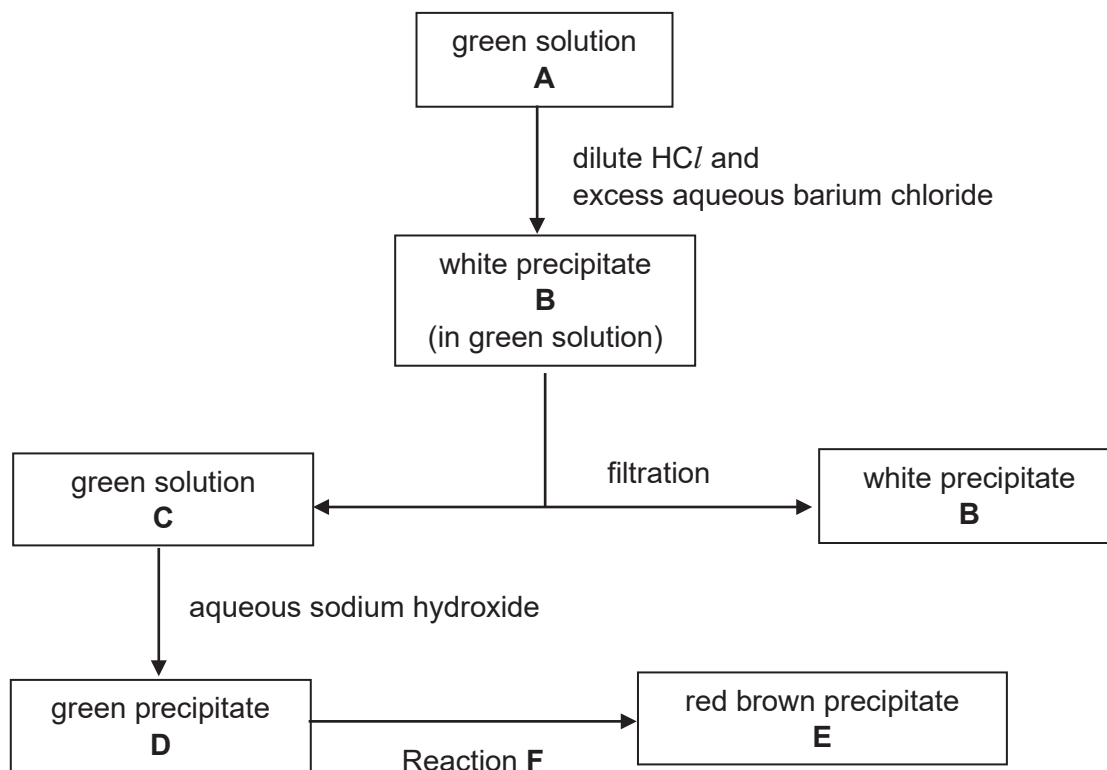 green solution
A
dilute HCl and
excess aqueous barium chloride
white precipitate
B
(in green solution)
green solution
C
filtration
white precipitate
B
aqueous sodium hydroxide
green precipitate
D
Reaction F
red brown precipitate
E